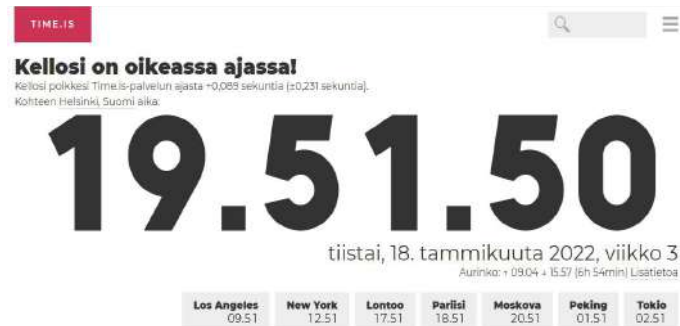 TIME.IS
Kellosi on oikeassa ajassa!
Kellosi poikkesi Time.is-palvelun ajasta +0,089 sekuntia (±0,231 sekuntia).
Kohteen Helsinki, Suomi aika:
19.51.50
tiistai, 18. tammikuuta 2022, viikko 3
Aurinko: ↑ 09.04 ↓ 15.57 (6h 54min) Lisätietoa
Los Angeles New York Lontoo Pariisi Moskova Peking Tokio
09.51 12.51 17.51 18.51 20.51 01.51 02.51